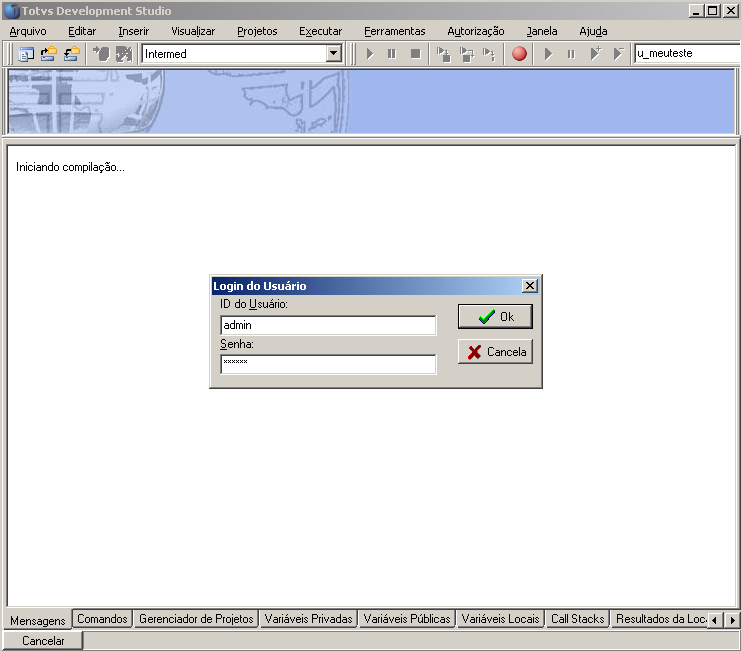 Totvs Development Studio
Arquivo Editar Inserir Visualizar Projetos Executar Ferramentas Autorização Janela Ajuda
Intermed u_meuteste
Iniciando compilação...
Login do Usuário
ID do Usuário:
admin
Ok
Senha:
******
Cancela
Mensagens Comandos Gerenciador de Projetos Variáveis Privadas Variáveis Públicas Variáveis Locais Call Stacks Resultados da Loc
Cancelar